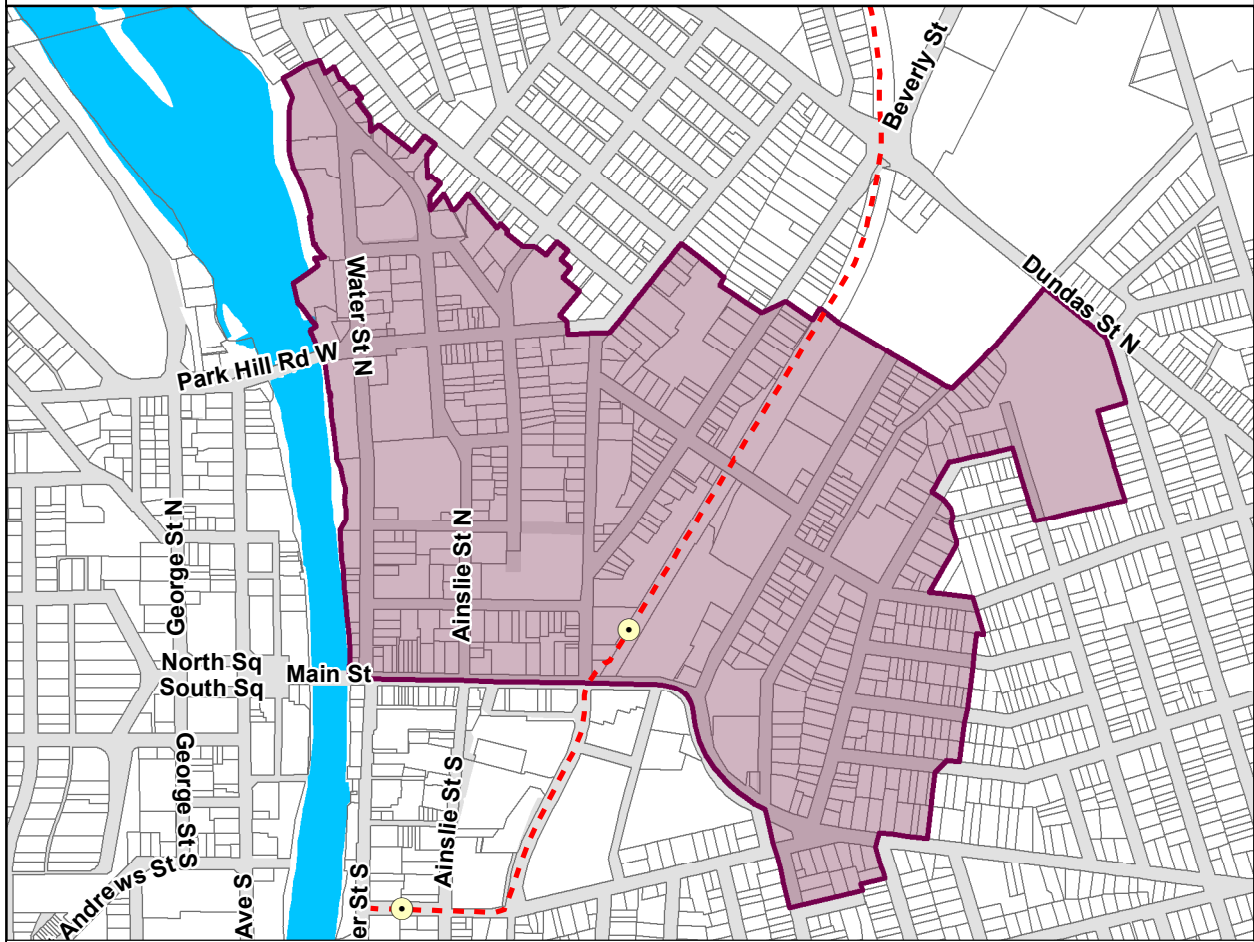 Beverly St
Dundas St N
Water St N
Park Hill Rd W
George St N
Ainslie St N
North Sq
South Sq
Main St
George St S
Ainslie St S
Andrews St
Ave S
er St S